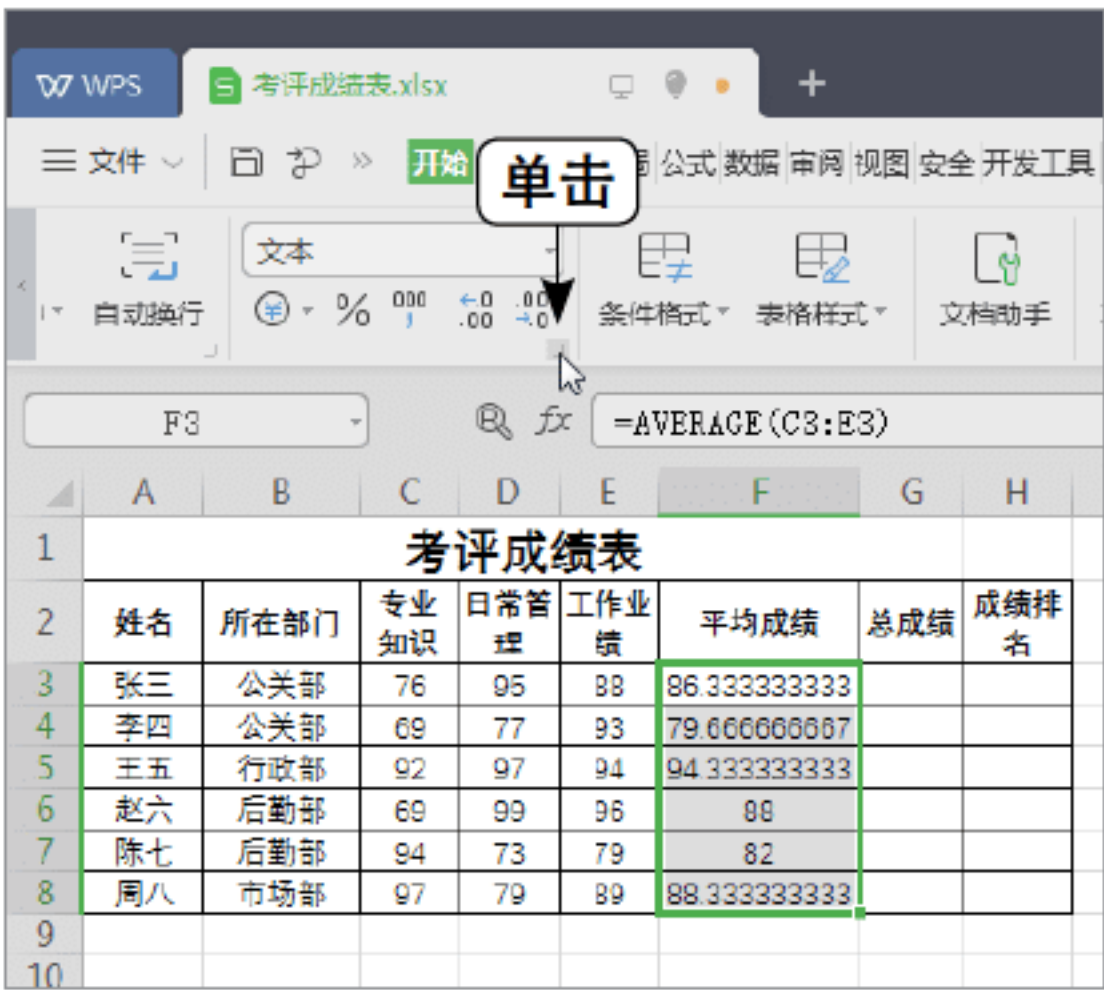 WPS 考评成绩表.xlsx +
文件 » 开始 单击 公式 数据 审阅 视图 安全 开发工具
文本
自动换行 % 000 ←.0 .00 条件格式 表格样式 文档助手
.00 →.0
F3 fx =AVERAGE(C3:E3)
A B C D E F G H
1 考评成绩表
2 姓名 所在部门 专业知识 日常管理 工作业绩 平均成绩 总成绩 成绩排名
3 张三 公关部 76 95 88 86.333333333
4 李四 公关部 69 77 93 79.666666667
5 王五 行政部 92 97 94 94.333333333
6 赵六 后勤部 69 99 96 88
7 陈七 后勤部 94 73 79 82
8 周八 市场部 97 79 89 88.333333333
9
10